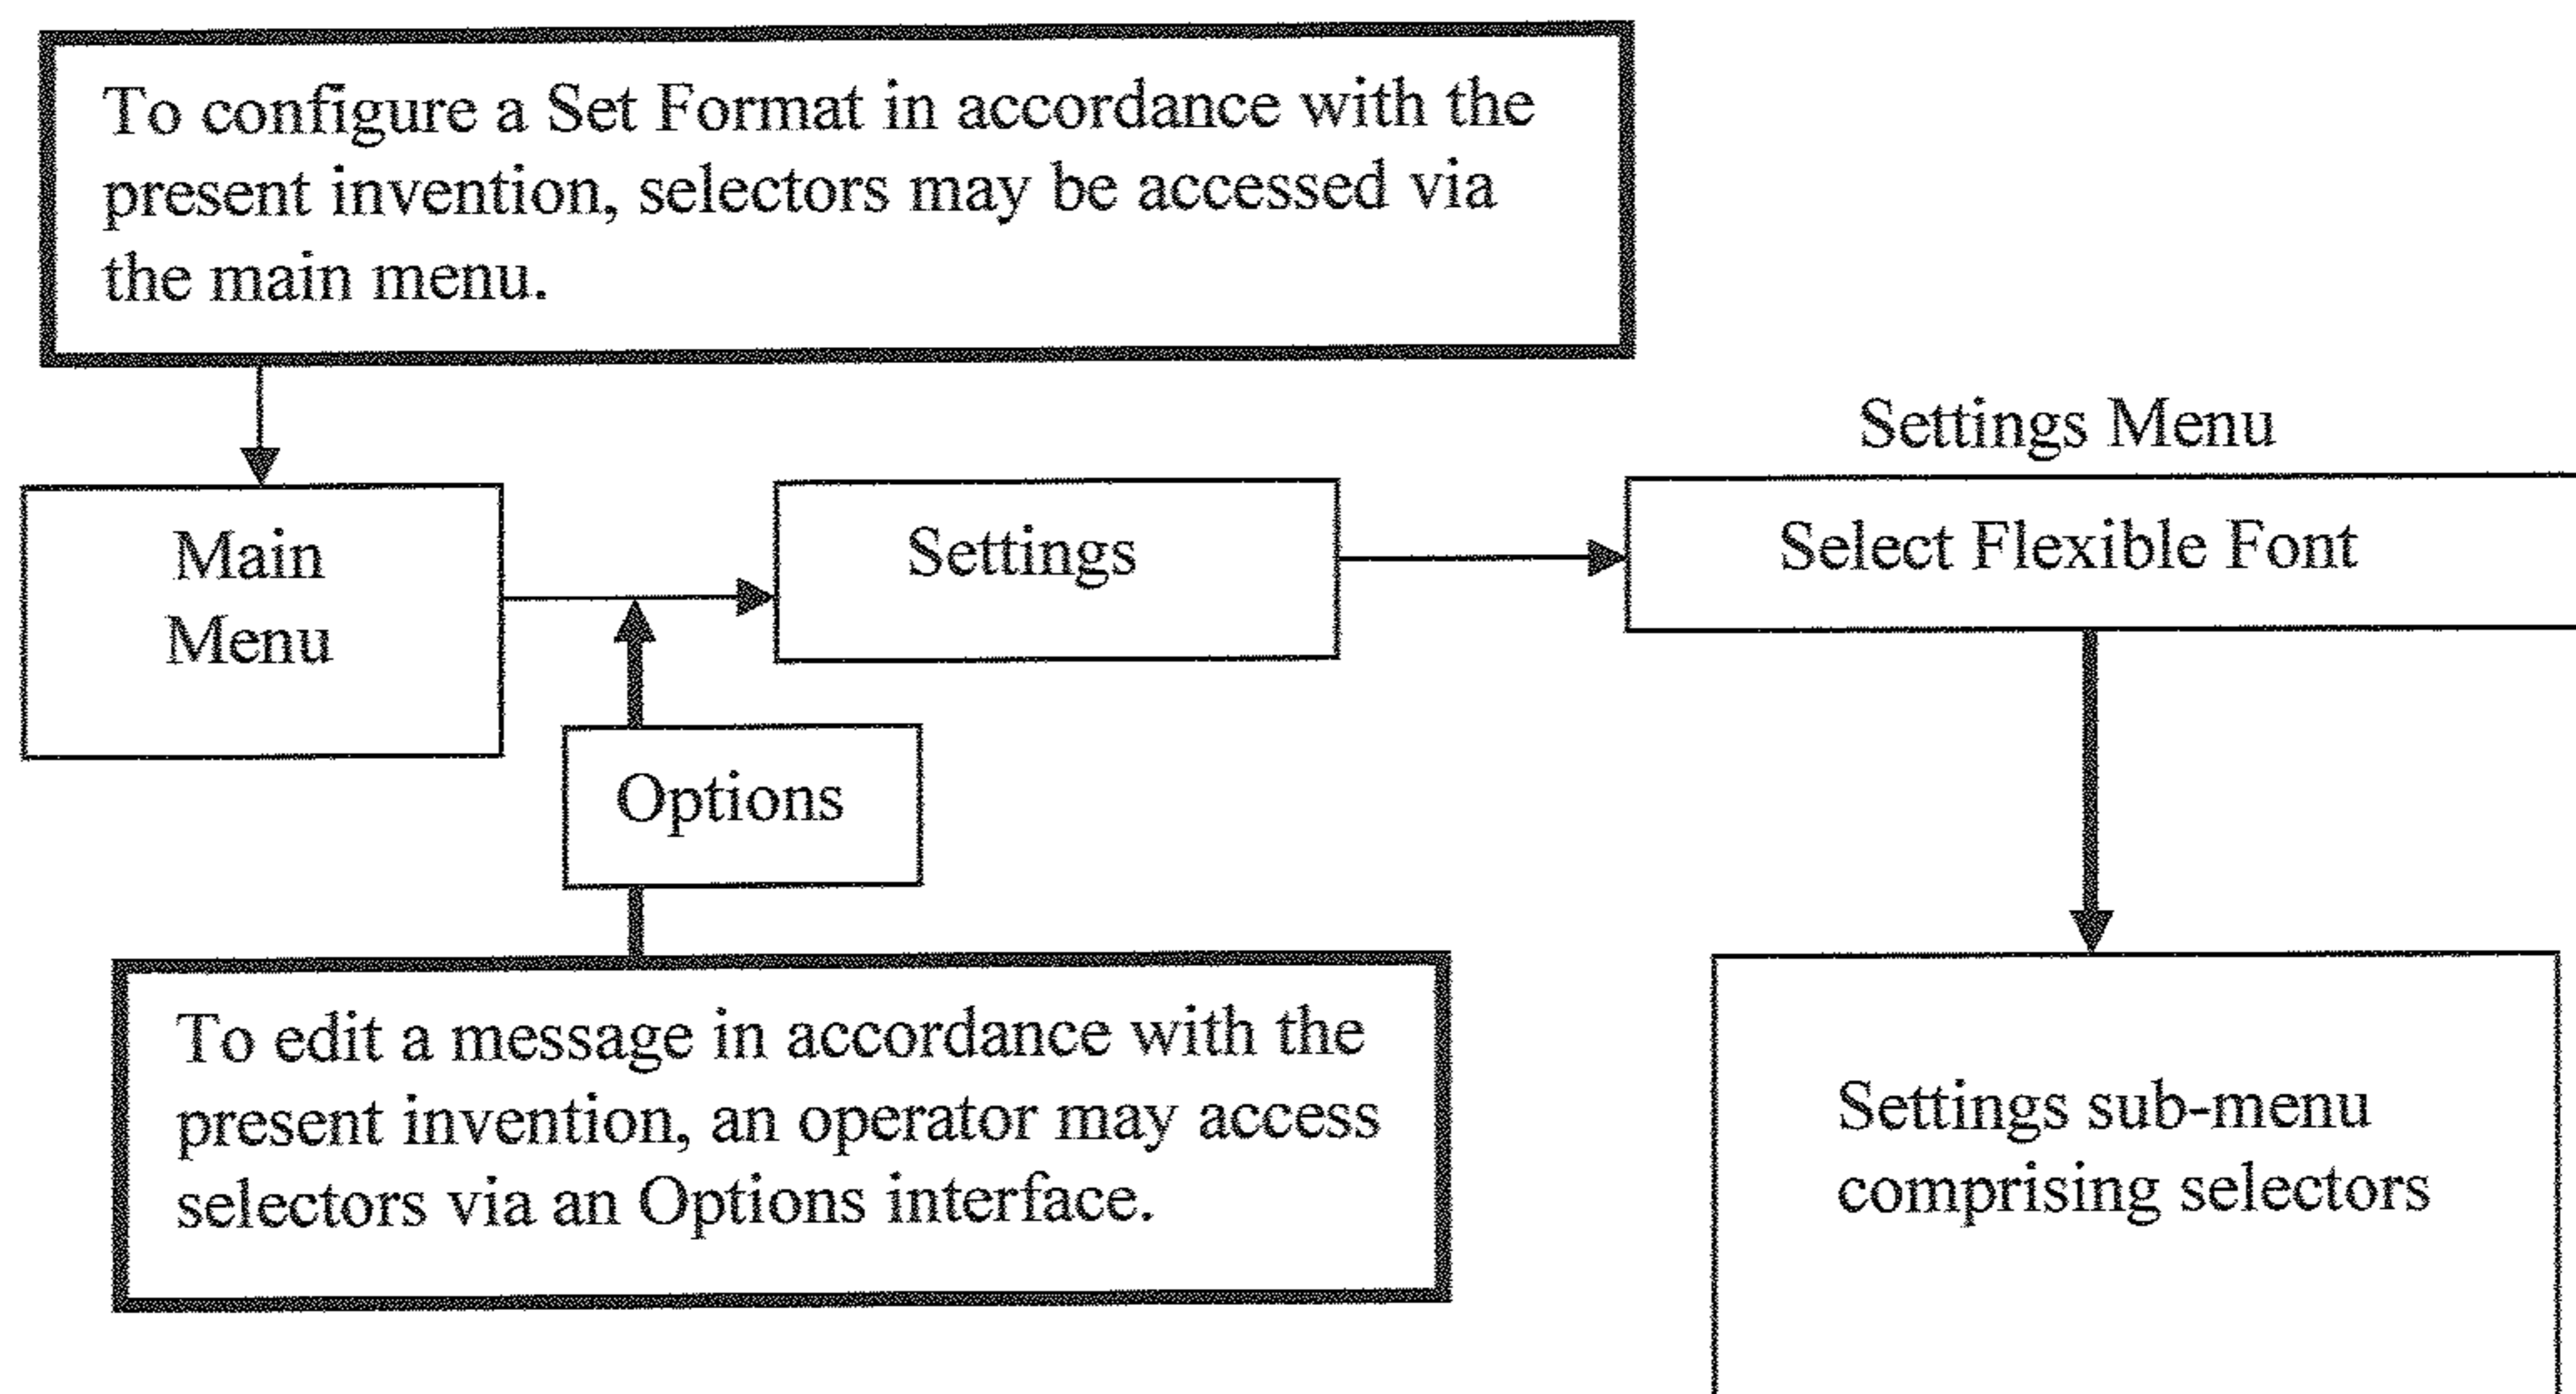 To configure a Set Format in accordance with the
present invention, selectors may be accessed via
the main menu.
Settings Menu
Main
Menu
Settings
Select Flexible Font
Options
To edit a message in accordance with the
present invention, an operator may access
selectors via an Options interface.
Settings sub-menu
comprising selectors